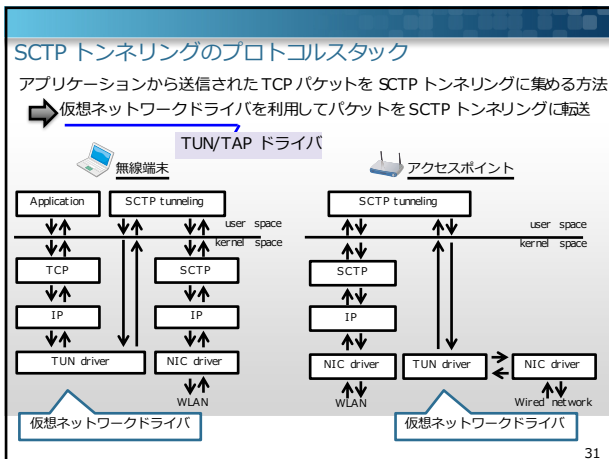 SCTP トンネリングのプロトコルスタック
アプリケーションから送信された TCP パケットを SCTP トンネリングに集める方法
仮想ネットワークドライバを利用してパケットを SCTP トンネリングに転送
TUN/TAP ドライバ
無線端末
アクセスポイント
Application
SCTP tunneling
SCTP tunneling
user space
kernel space
user space
kernel space
TCP
SCTP
SCTP
IP
IP
IP
TUN driver
NIC driver
NIC driver
TUN driver
NIC driver
WLAN
WLAN
Wired network
仮想ネットワークドライバ
仮想ネットワークドライバ
31